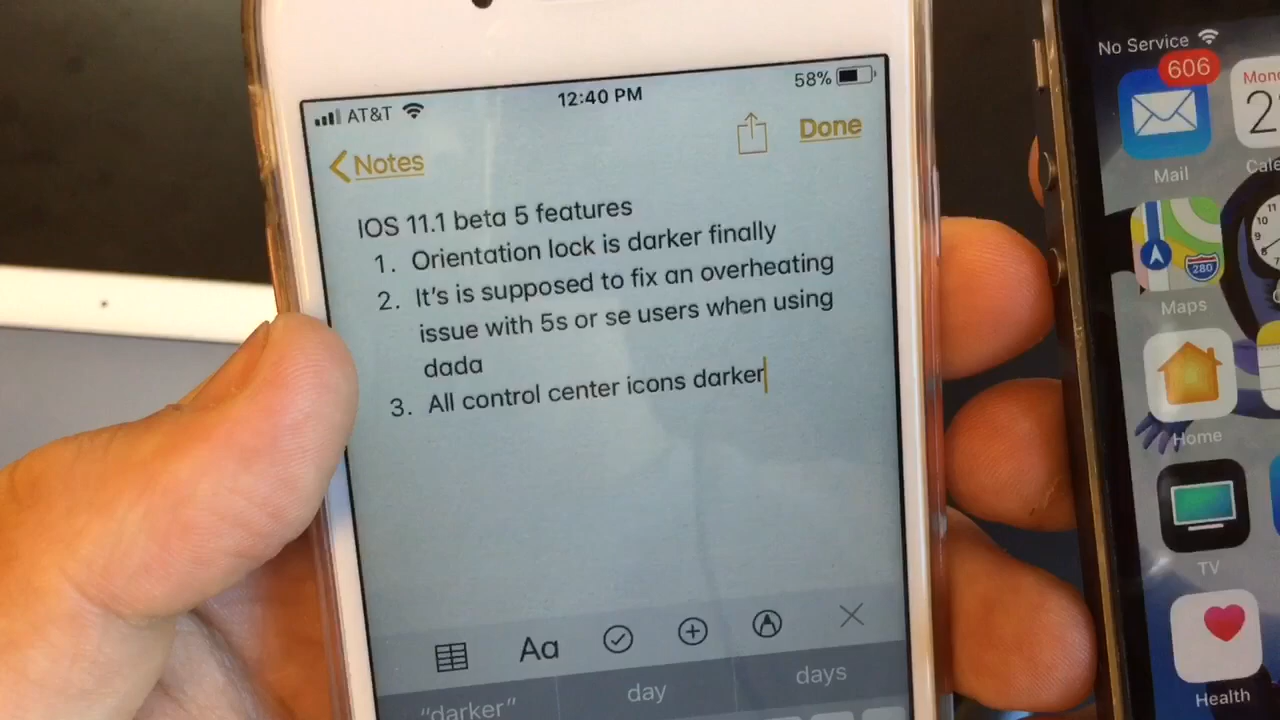 AT&T 12:40 PM 58%
Notes Done
IOS 11.1 beta 5 features
1. Orientation lock is darker finally
2. It's is supposed to fix an overheating
issue with 5s or se users when using
dada
3. All control center icons darker
Aa
"darker" day days
No Service
606
Mail
280
Maps
Home
TV
Health